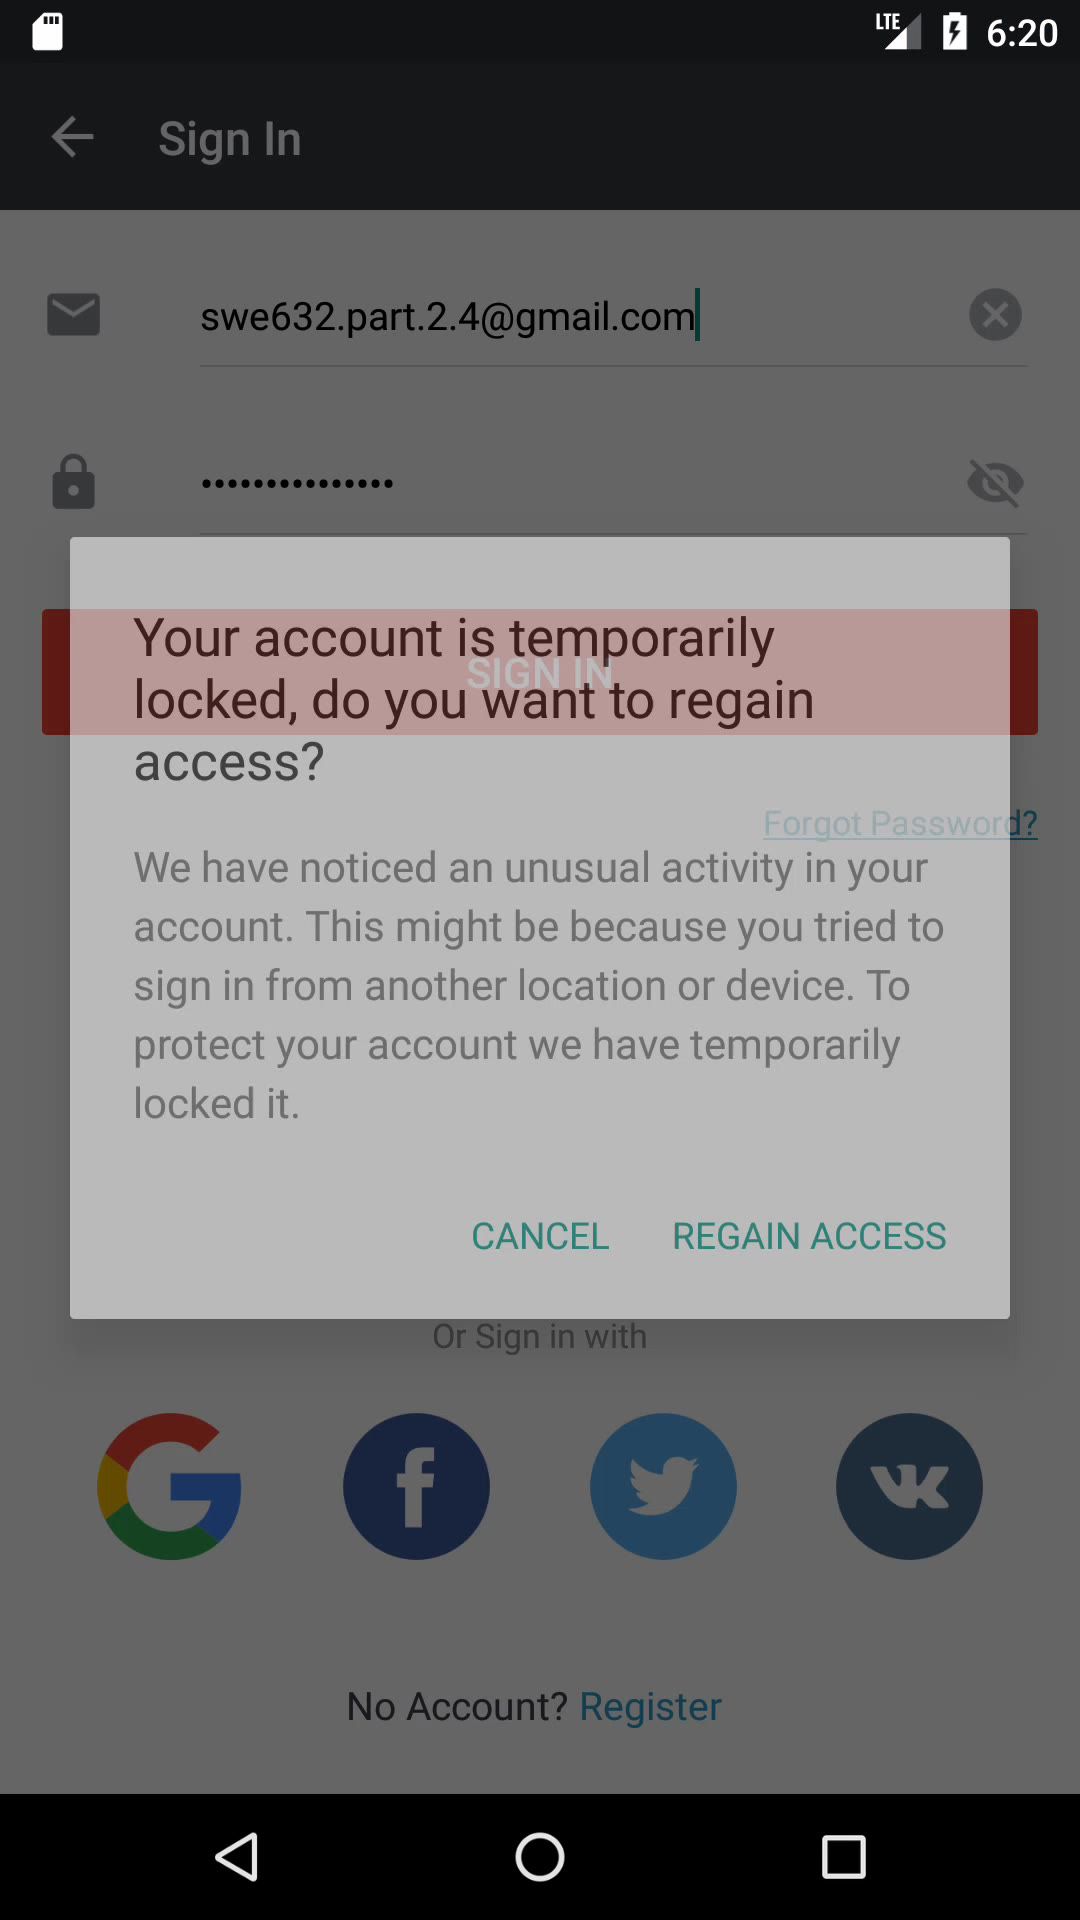 LTE 6:20
Sign In
swe632.part.2.4@gmail.com
•••••••••••••••
Your account is temporarily
SIGN IN
locked, do you want to regain
access?
Forgot Password?
We have noticed an unusual activity in your
account. This might be because you tried to
sign in from another location or device. To
protect your account we have temporarily
locked it.
CANCEL REGAIN ACCESS
Or Sign in with
No Account? Register